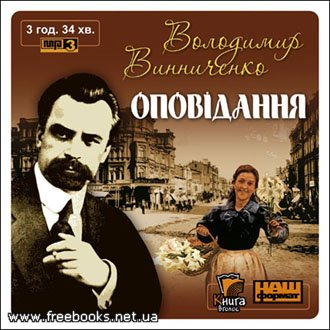 3 год. 34 хв.
mp3
Володимир
Винниченко
ОПОВІДАННЯ
Книга
вголос
НАШ
формат
www.freebooks.net.ua